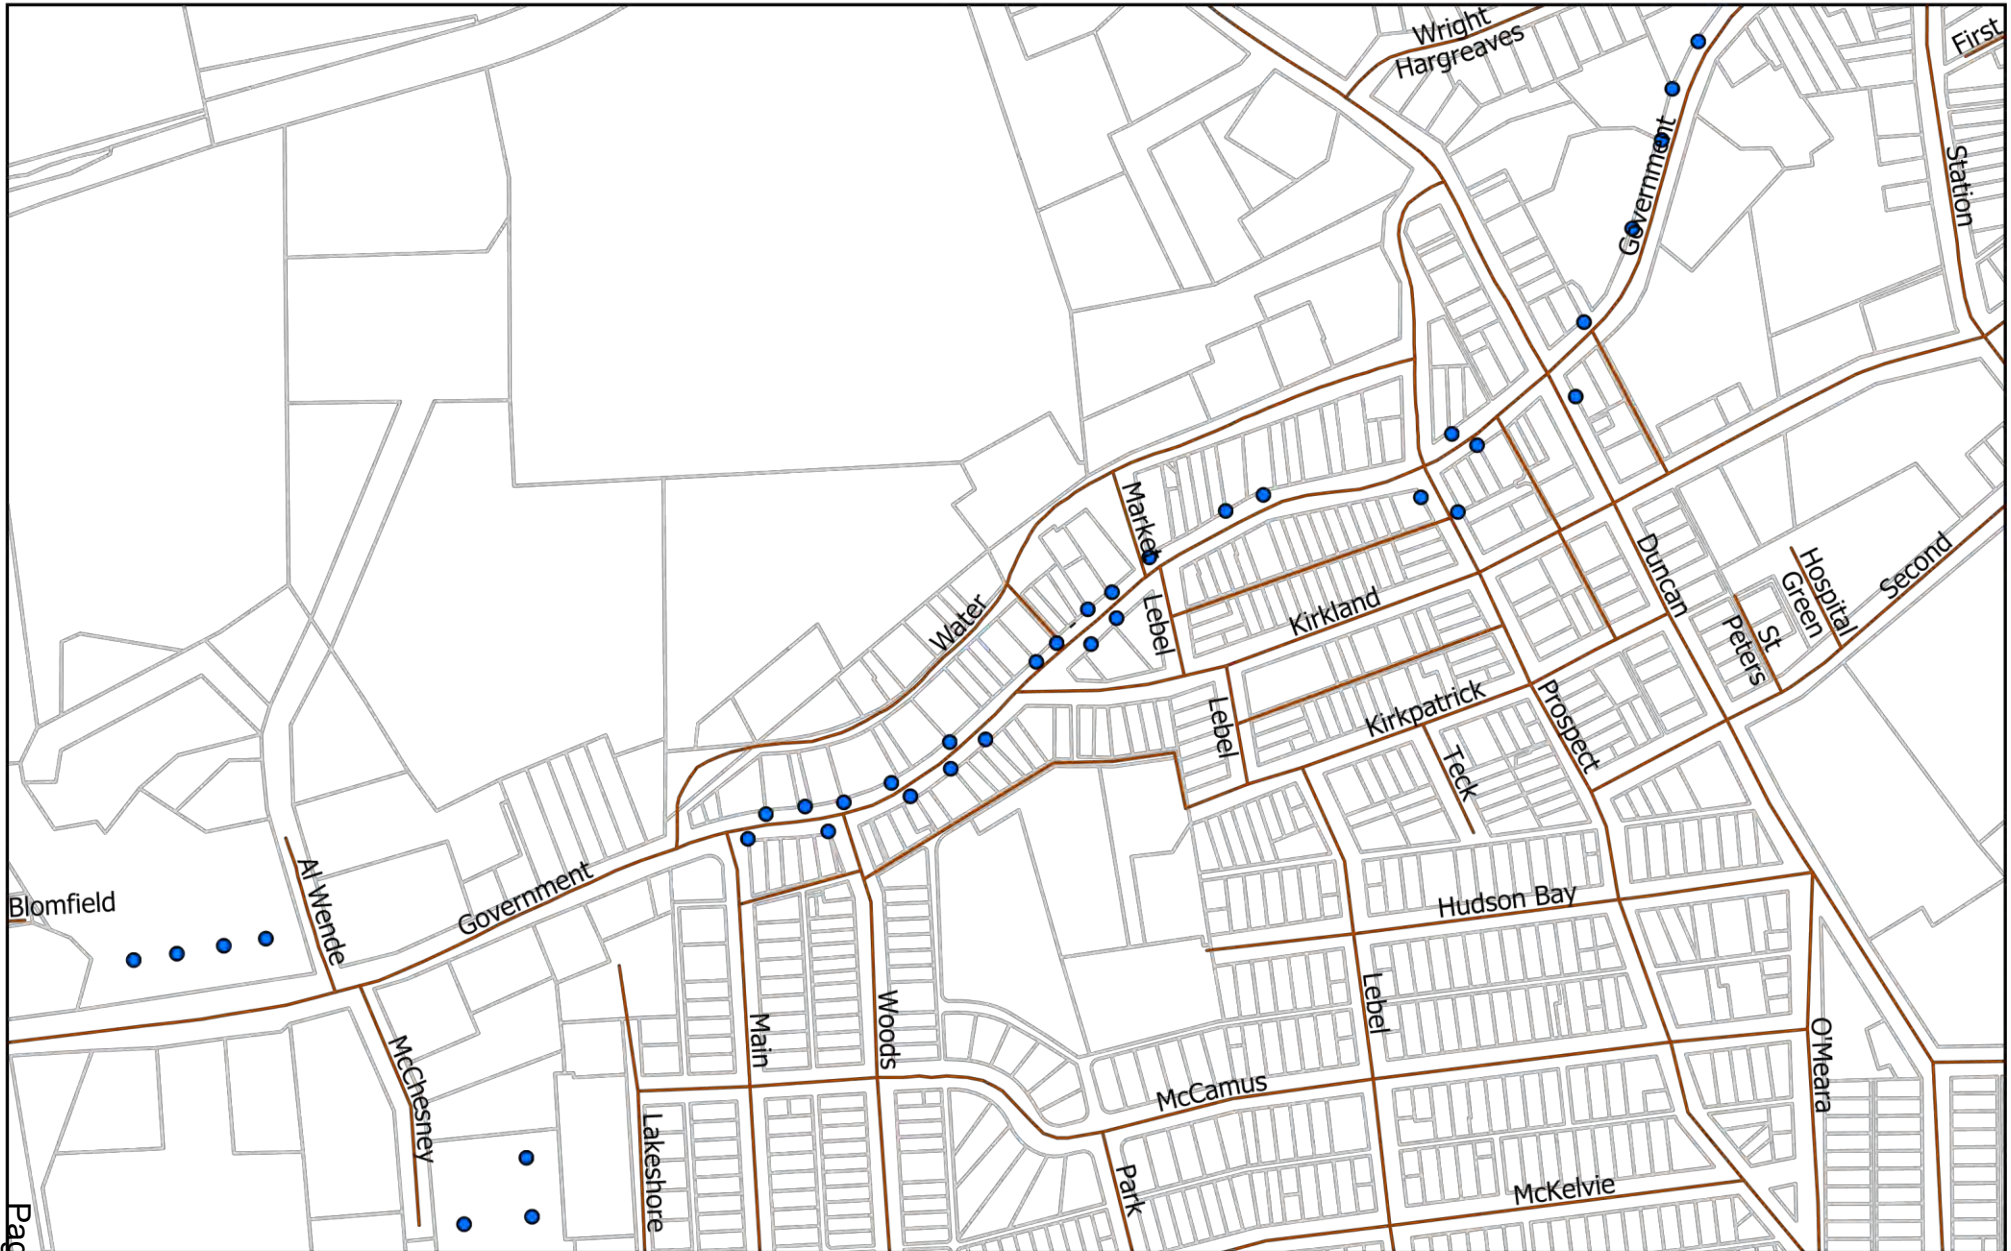 Wright
Hargreaves
First
Government
Station
Market
Water
Lebel
Kirkland
Duncan
Hospital
Green
Second
St
Peters
Lebel
Kirkpatrick
Prospect
Teck
Al Wende
Government
Blomfield
Hudson Bay
Main
Woods
Lebel
O'Meara
McChesney
McCamus
Lakeshore
Park
McKelvie